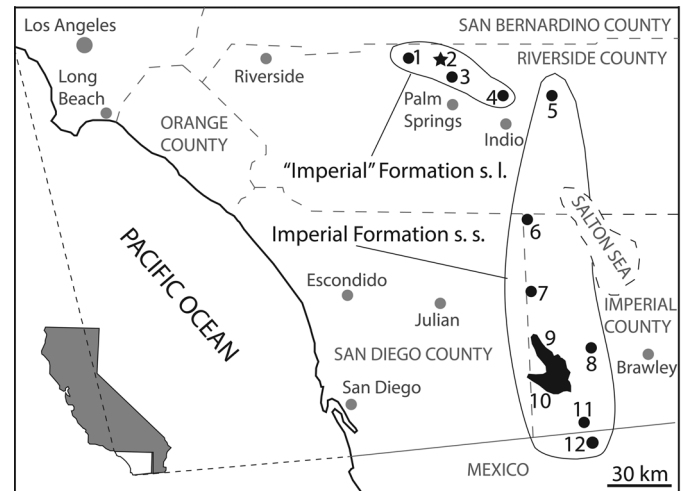 SAN BERNARDINO COUNTY
Los Angeles
RIVERSIDE COUNTY
1
2
3
Riverside
Long
Beach
4
5
Palm
Springs
ORANGE
COUNTY
Indio
“Imperial” Formation s. l.
SALTON SEA
6
Imperial Formation s. s.
PACIFIC OCEAN
Escondido
7
IMPERIAL
COUNTY
Julian
9
SAN DIEGO COUNTY
8
Brawley
San Diego
10
11
12
MEXICO
30 km